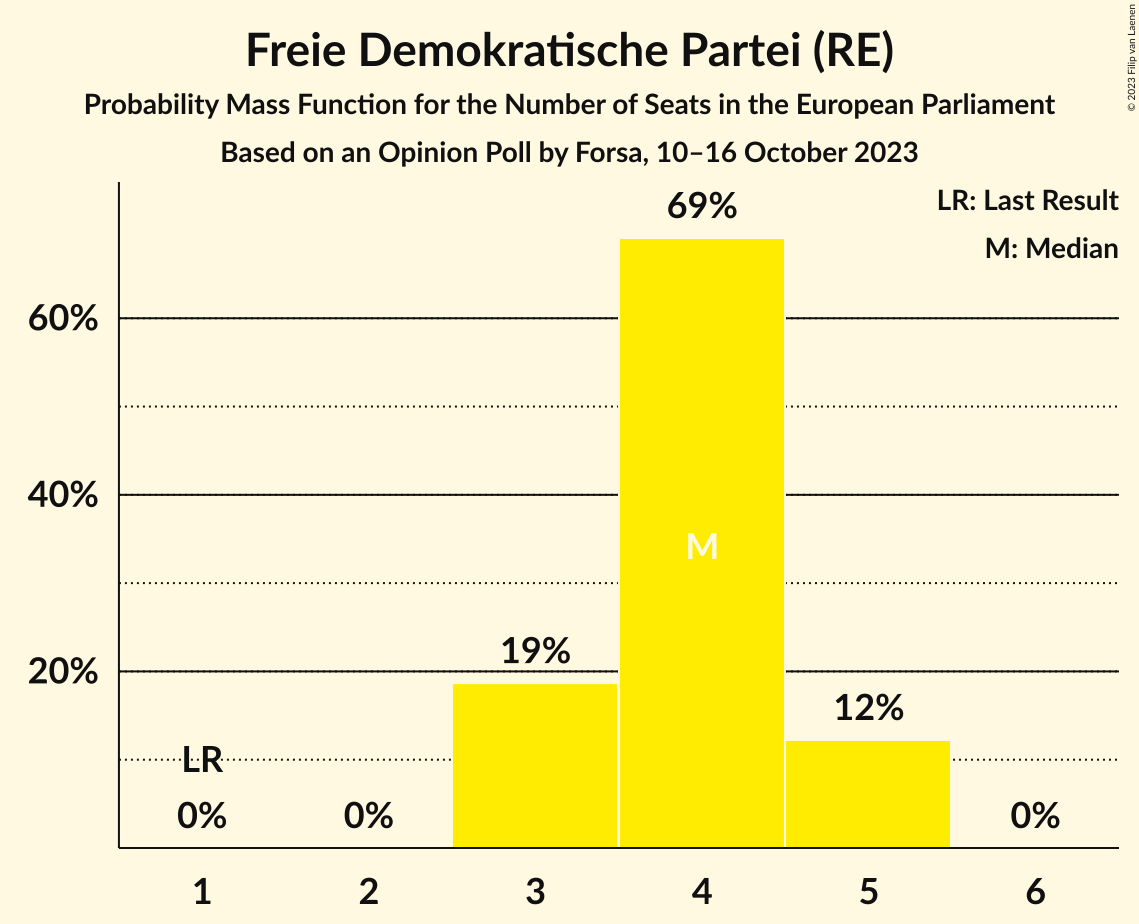 Freie Demokratische Partei (RE)
Probability Mass Function for the Number of Seats in the European Parliament
Based on an Opinion Poll by Forsa, 10–16 October 2023
© 2023 Filip van Laenen
LR: Last Result
M: Median
69%
60%
40%
M
19%
20%
12%
LR
0%
0%
0%
1
2
3
4
5
6